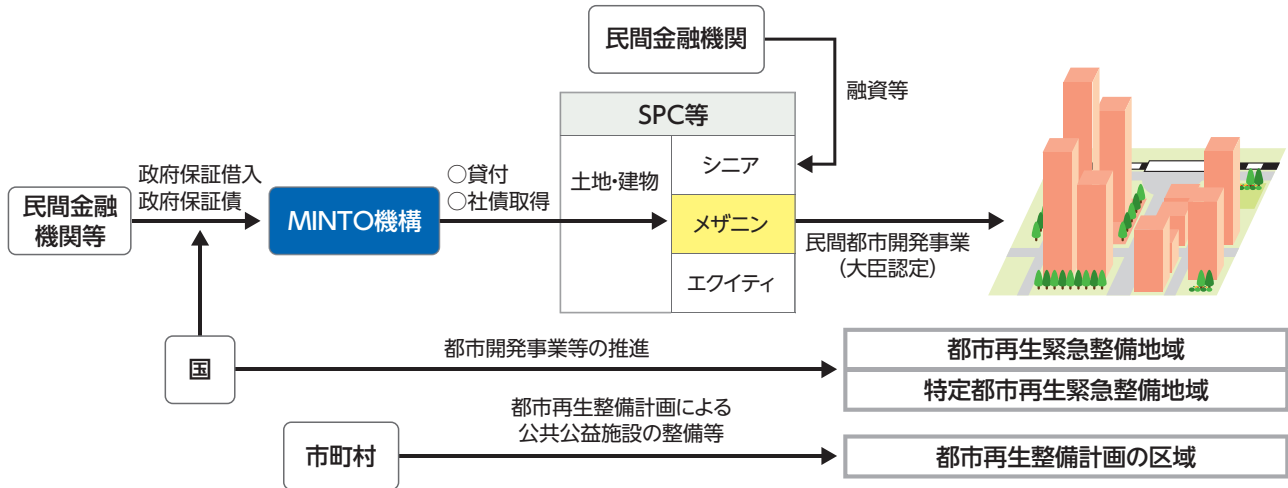 民間金融機関
融資等
SPC等
土地・建物
シニア
メザニン
エクイティ
民間金融
機関等
政府保証借入
政府保証債
MINTO機構
○貸付
○社債取得
民間都市開発事業
（大臣認定）
国
都市開発事業等の推進
都市再生緊急整備地域
特定都市再生緊急整備地域
市町村
都市再生整備計画による
公共公益施設の整備等
都市再生整備計画の区域